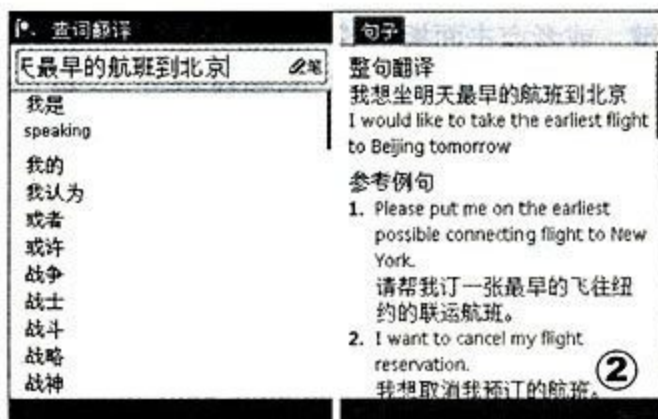 查词翻译
天最早的航班到北京
笔
我是
speaking
我的
我认为
或者
或许
战争
战士
战斗
战略
战神
句子
整句翻译
我想坐明天最早的航班到北京
I would like to take the earliest flight
to Beijing tomorrow
参考例句
1. Please put me on the earliest
possible connecting flight to New
York.
请帮我订一张最早的飞往纽
约的联运航班。
2. I want to cancel my flight
reservation.
我想取消我预订的航班。
②